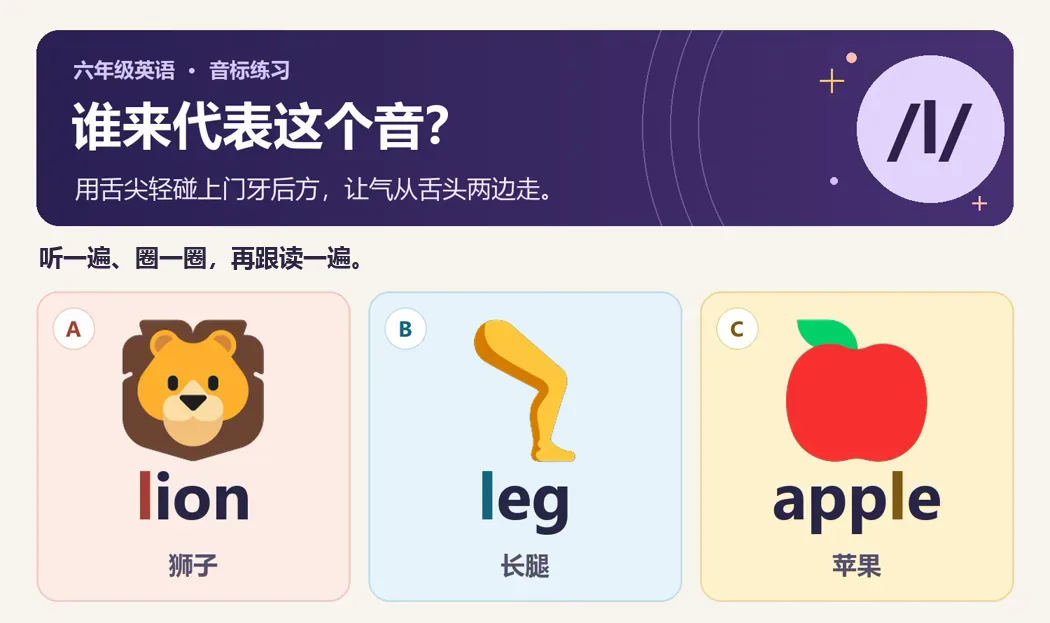 六年级英语 • 音标练习
谁来代表这个音？
/l/
用舌尖轻碰上门牙后方，让气从舌头两边走。
听一遍、圈一圈，再跟读一遍。
A
lion
狮子
B
leg
长腿
C
apple
苹果